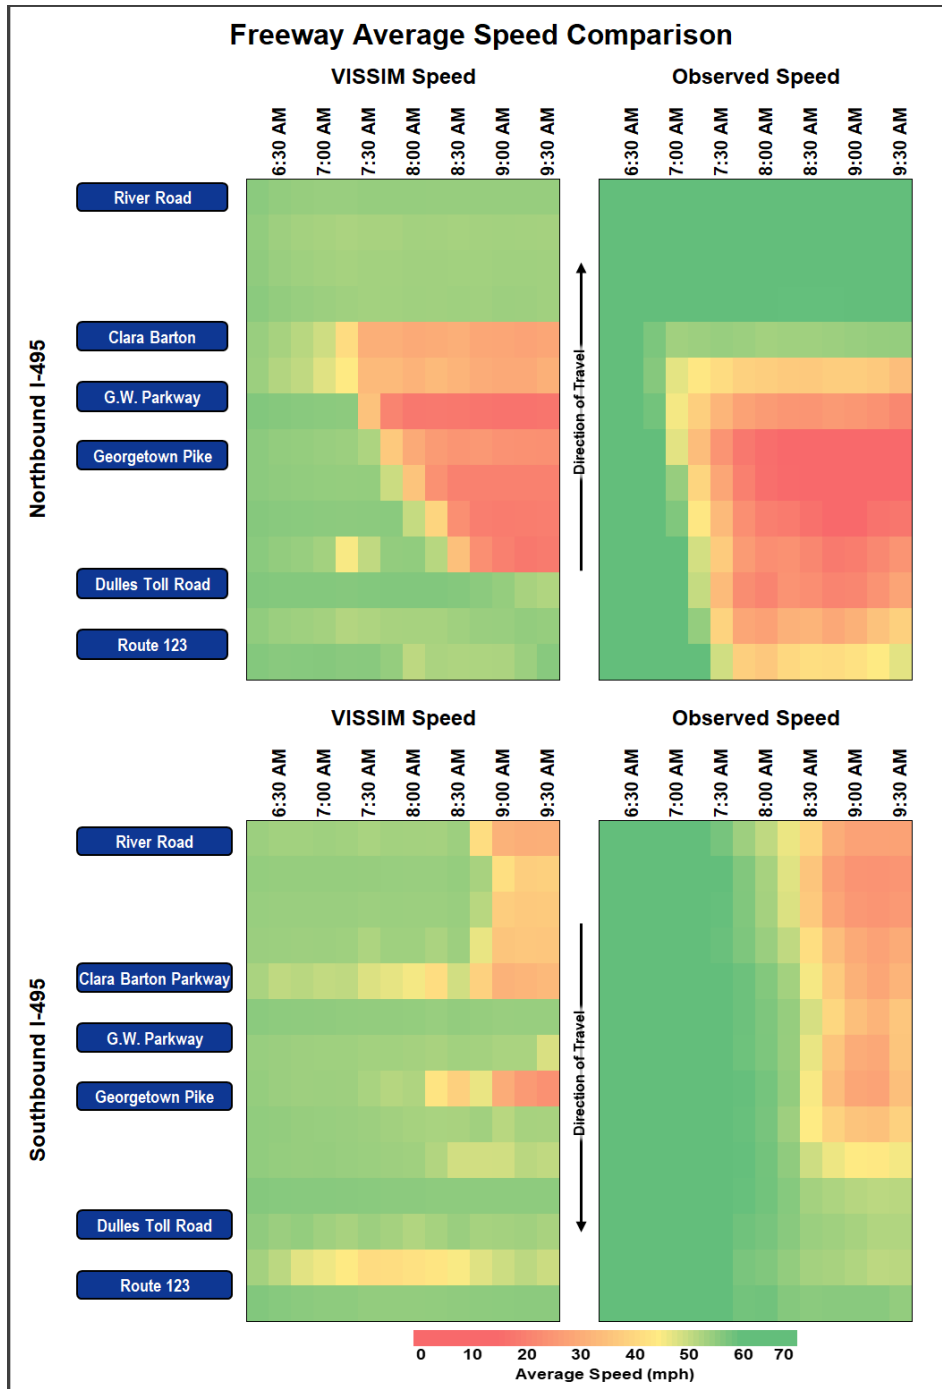 Freeway Average Speed Comparison
VISSIM Speed
Observed Speed
6:30 AM
7:00 AM
7:30 AM
8:00 AM
8:30 AM
9:00 AM
9:30 AM
6:30 AM
7:00 AM
7:30 AM
8:00 AM
8:30 AM
9:00 AM
9:30 AM
Northbound I-495
River Road
Clara Barton
G.W. Parkway
Georgetown Pike
Dulles Toll Road
Route 123
Direction of Travel
VISSIM Speed
Observed Speed
6:30 AM
7:00 AM
7:30 AM
8:00 AM
8:30 AM
9:00 AM
9:30 AM
6:30 AM
7:00 AM
7:30 AM
8:00 AM
8:30 AM
9:00 AM
9:30 AM
Southbound I-495
River Road
Clara Barton Parkway
G.W. Parkway
Georgetown Pike
Dulles Toll Road
Route 123
Direction of Travel
0 10 20 30 40 50 60 70
Average Speed (mph)